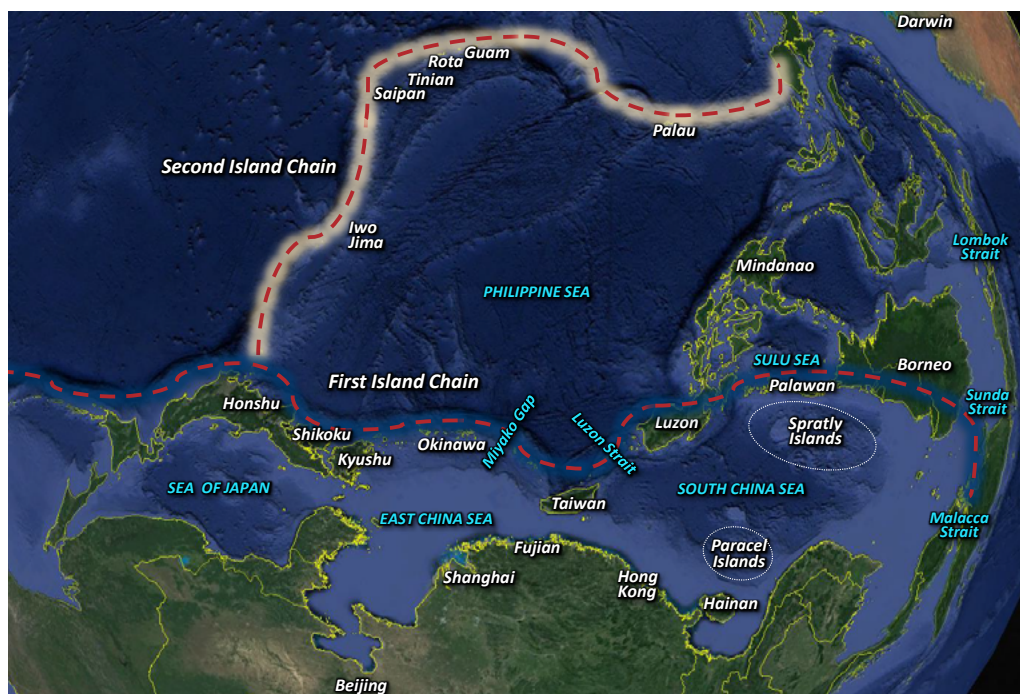 Darwin
Guam
Rota
Tinian
Saipan
Palau
Second Island Chain
Iwo
Jima
Lombok
Strait
Mindanao
PHILIPPINE SEA
SULU SEA
Borneo
First Island Chain
Palawan
Honshu
Sunda
Strait
Miyako Gap
Luzon Strait
Luzon
Spratly
Islands
Shikoku
Okinawa
Kyushu
SEA OF JAPAN
SOUTH CHINA SEA
Taiwan
EAST CHINA SEA
Malacca
Strait
Fujian
Paracel
Islands
Shanghai
Hong
Kong
Hainan
Beijing